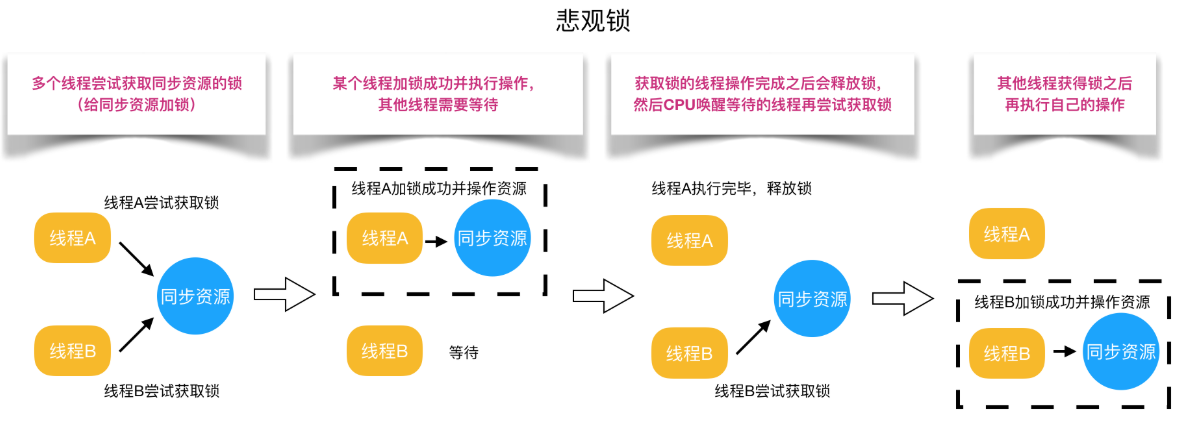 悲观锁
多个线程尝试获取同步资源的锁
（给同步资源加锁）
某个线程加锁成功并执行操作，
其他线程需要等待
获取锁的线程操作完成之后会释放锁，
然后CPU唤醒等待的线程再尝试获取锁
其他线程获得锁之后
再执行自己的操作
线程A尝试获取锁
线程A
同步资源
线程B
线程B尝试获取锁
线程A加锁成功并操作资源
线程A
同步资源
线程B
等待
线程A执行完毕，释放锁
线程A
同步资源
线程B
线程B尝试获取锁
线程A
线程B加锁成功并操作资源
线程B
同步资源